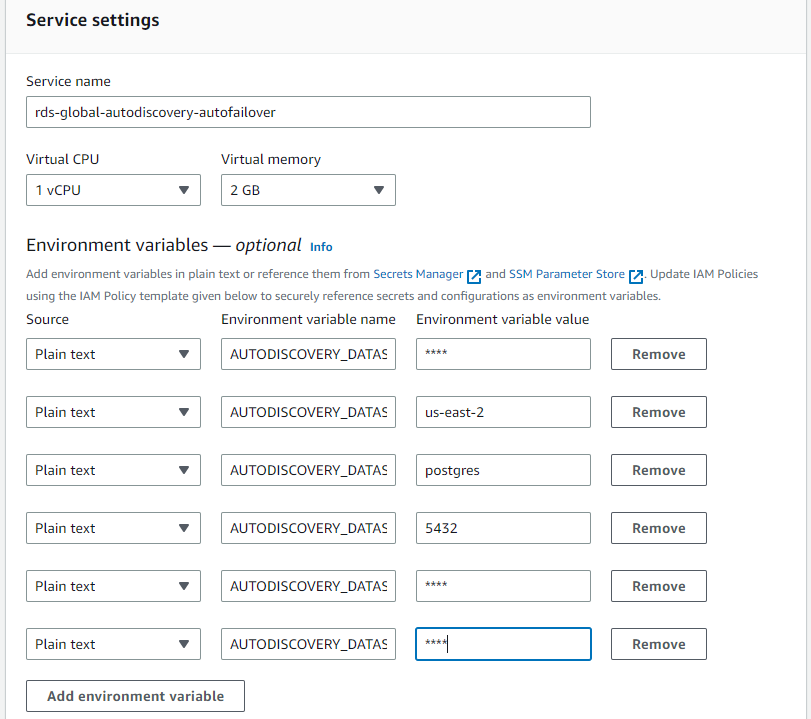 Service settings
Service name
rds-global-autodiscovery-autofailover
Virtual CPU Virtual memory
1 vCPU 2 GB
Environment variables — optional Info
Add environment variables in plain text or reference them from Secrets Manager and SSM Parameter Store. Update IAM Policies
using the IAM Policy template given below to securely reference secrets and configurations as environment variables.
Source Environment variable name Environment variable value
Plain text AUTODISCOVERY_DATAS **** Remove
Plain text AUTODISCOVERY_DATAS us-east-2 Remove
Plain text AUTODISCOVERY_DATAS postgres Remove
Plain text AUTODISCOVERY_DATAS 5432 Remove
Plain text AUTODISCOVERY_DATAS **** Remove
Plain text AUTODISCOVERY_DATAS **** Remove
Add environment variable